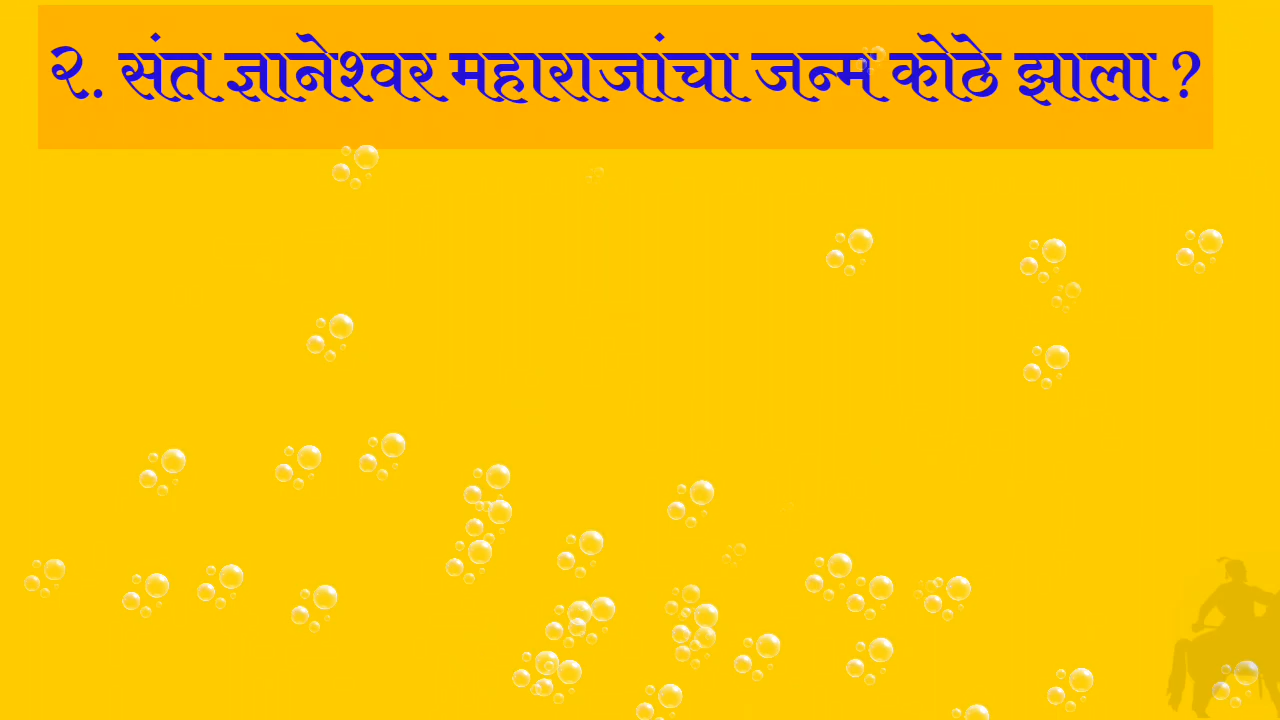 २. संत ज्ञानेश्वर महाराजांचा जन्म कोठे झाला ?